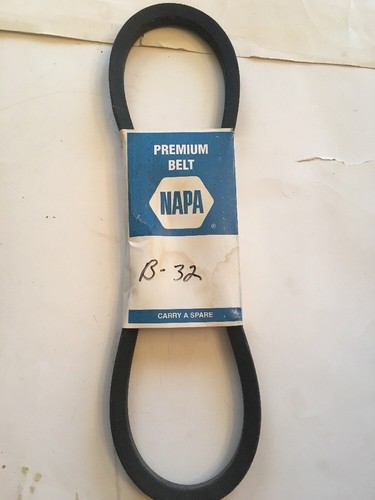 PREMIUM
BELT
NAPA
®
B-32
CARRY A SPARE